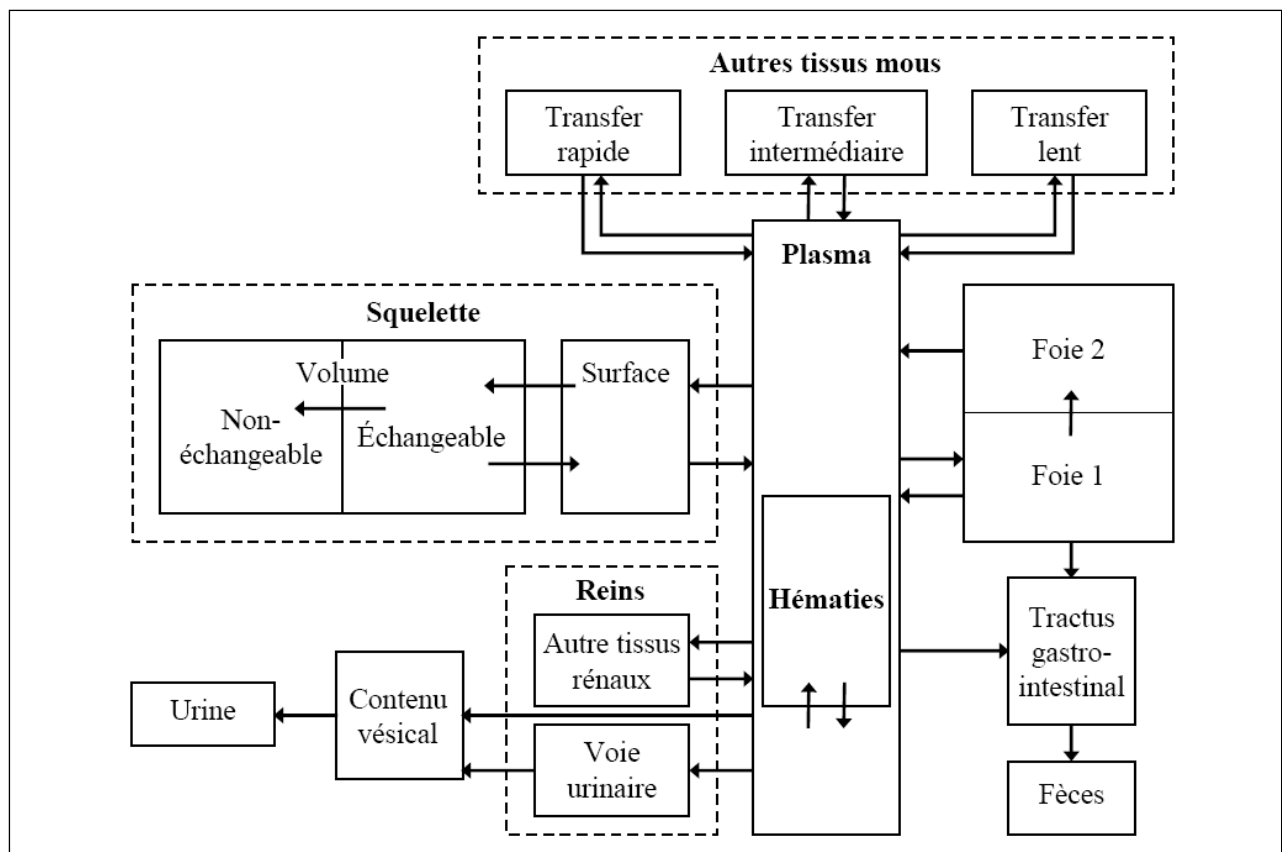 Autres tissus mous
Transfer
rapide
Transfer
intermédiaire
Transfer
lent
Plasma
Squelette
Volume
Non-
échangeable
Échangeable
Surface
Foie 2
Foie 1
Reins
Hématies
Autre tissus
rénaux
Tractus
gastro-
intestinal
Urine
Contenu
vésical
Voie
urinaire
Fèces